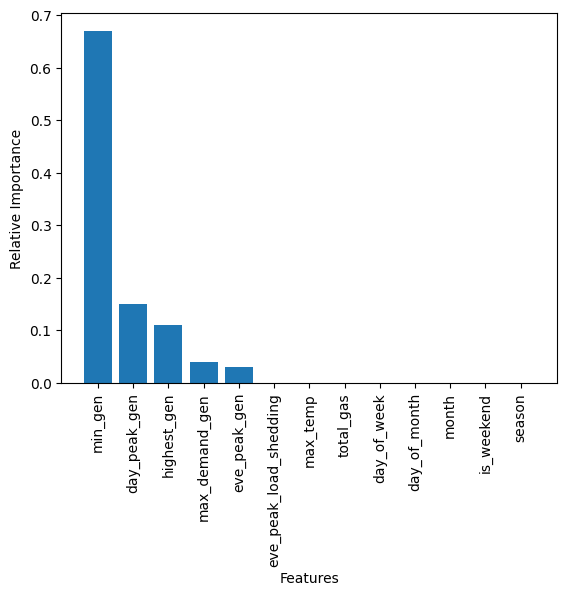 0.7
0.6
0.5
0.4
0.3
0.2
0.1
0.0
Relative Importance
min_gen
day_peak_gen
highest_gen
max_demand_gen
eve_peak_gen
eve_peak_load_shedding
max_temp
total_gas
day_of_week
day_of_month
month
is_weekend
season
Features